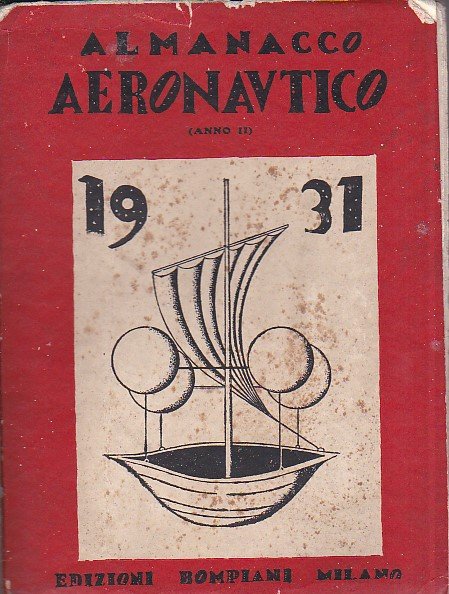 ALMANACCO
AERONAVTICO
(ANNO II)
19 31
EDIZIONI BOMPIANI MILANO